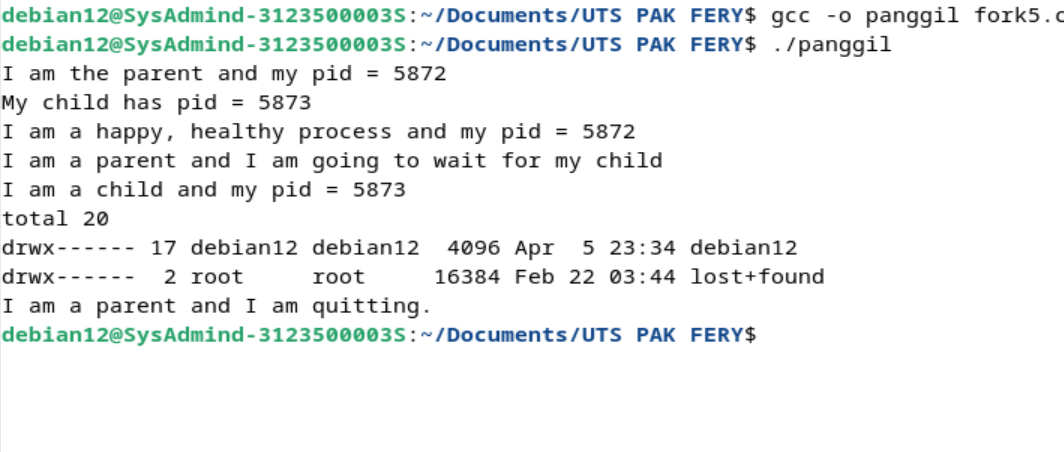 debian12@SysAdmind-3123500003S:~/Documents/UTS PAK FERY$ gcc -o panggil fork5.c
debian12@SysAdmind-3123500003S:~/Documents/UTS PAK FERY$ ./panggil
I am the parent and my pid = 5872
My child has pid = 5873
I am a happy, healthy process and my pid = 5872
I am a parent and I am going to wait for my child
I am a child and my pid = 5873
total 20
drwx------ 17 debian12 debian12  4096 Apr  5 23:34 debian12
drwx------  2 root     root     16384 Feb 22 03:44 lost+found
I am a parent and I am quitting.
debian12@SysAdmind-3123500003S:~/Documents/UTS PAK FERY$